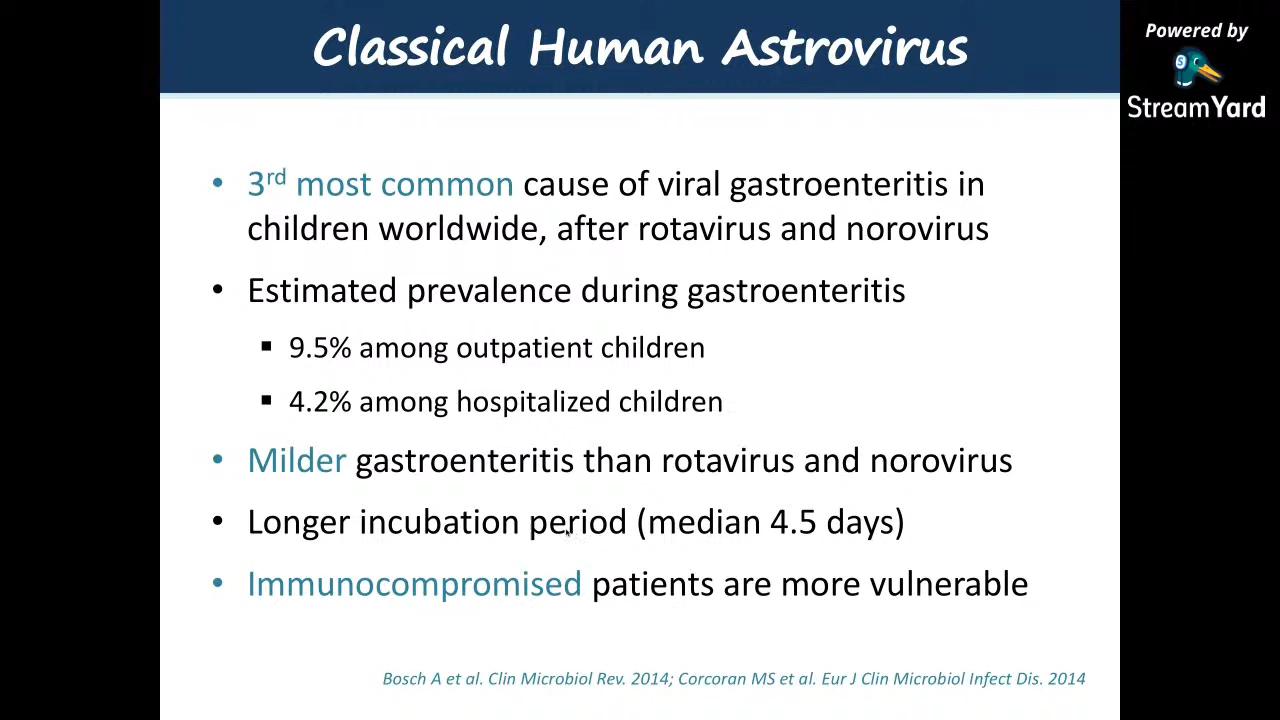 Classical Human Astrovirus
Powered by
StreamYard
• 3rd most common cause of viral gastroenteritis in
children worldwide, after rotavirus and norovirus
• Estimated prevalence during gastroenteritis
▪ 9.5% among outpatient children
▪ 4.2% among hospitalized children
• Milder gastroenteritis than rotavirus and norovirus
• Longer incubation period (median 4.5 days)
• Immunocompromised patients are more vulnerable
Bosch A et al. Clin Microbiol Rev. 2014; Corcoran MS et al. Eur J Clin Microbiol Infect Dis. 2014